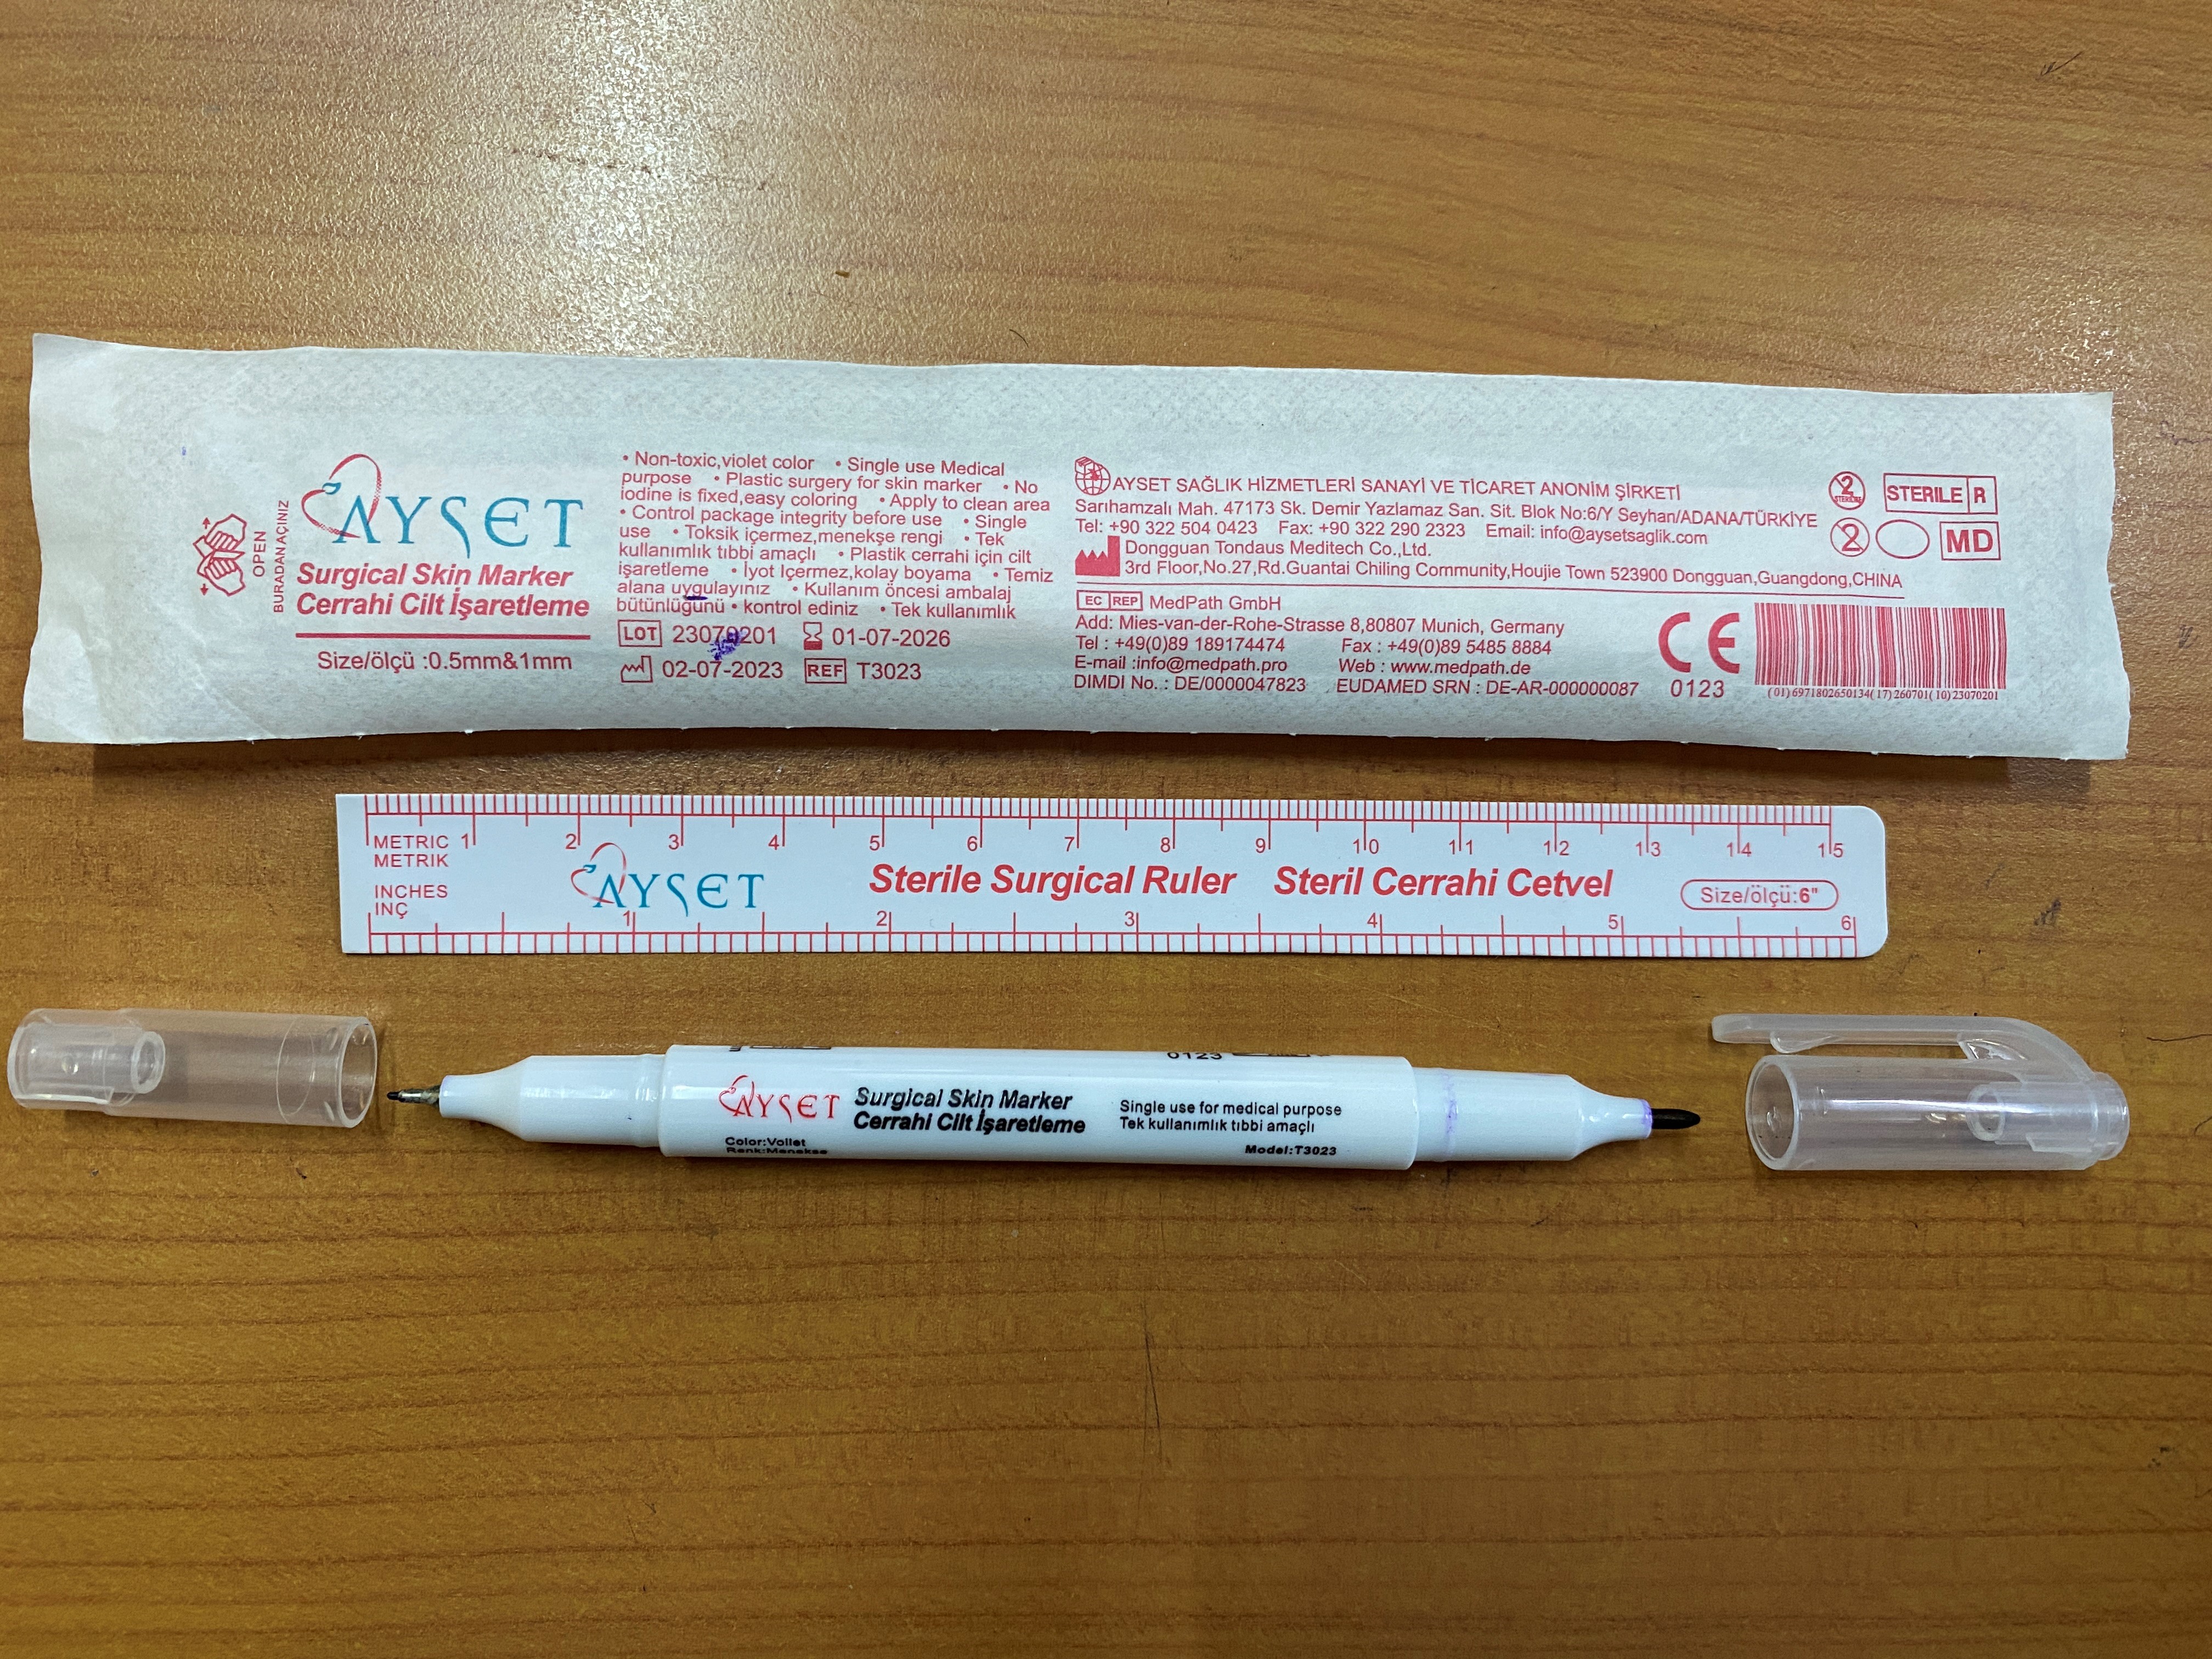 OPEN
BURADAN AÇINIZ
AYSET
Surgical Skin Marker
Cerrahi Cilt İşaretleme
Size/ölçü :0.5mm&1mm
• Non-toxic,violet color • Single use Medical
purpose • Plastic surgery for skin marker • No
iodine is fixed,easy coloring • Apply to clean area
• Control package integrity before use • Single
use • Toksik içermez,menekşe rengi • Tek
kullanımlık tıbbi amaçlı • Plastik cerrahi için cilt
işaretleme • İyot Içermez,kolay boyama • Temiz
alana uygulayınız • Kullanım öncesi ambalaj
bütünlüğünü • kontrol ediniz • Tek kullanımlık
LOT 23070201 01-07-2026
02-07-2023 REF T3023
AYSET SAĞLIK HİZMETLERİ SANAYİ VE TİCARET ANONİM ŞİRKETİ
Sarıhamzalı Mah. 47173 Sk. Demir Yazlamaz San. Sit. Blok No:6/Y Seyhan/ADANA/TÜRKİYE
Tel: +90 322 504 0423 Fax: +90 322 290 2323 Email: info@aysetsaglik.com
Dongguan Tondaus Meditech Co.,Ltd.
3rd Floor,No.27,Rd.Guantai Chiling Community,Houjie Town 523900 Dongguan,Guangdong,CHINA
EC REP MedPath GmbH
Add: Mies-van-der-Rohe-Strasse 8,80807 Munich, Germany
Tel : +49(0)89 189174474 Fax : +49(0)89 5485 8884
E-mail :info@medpath.pro Web : www.medpath.de
DIMDI No.: DE/0000047823 EUDAMED SRN : DE-AR-000000087
2 STERILE R
2 MD
CE
0123
(01)6971802650134(17)260701(10)23070201
METRIC 1 2 3 4 5 6 7 8 9 10 11 12 13 14 15
METRIK
AYSET Sterile Surgical Ruler Steril Cerrahi Cetvel
Size/ölçü:6"
INCHES
INÇ
1 2 3 4 5 6
0123
AYSET
Surgical Skin Marker
Cerrahi Cilt İşaretleme
Single use for medical purpose
Tek kullanımlık tıbbi amaçlı
Color:Vollet
Renk:Menekse
Model:T3023